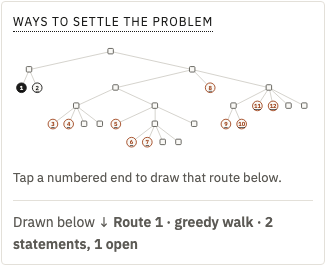 WAYS TO SETTLE THE PROBLEM
1 2 8
11 12
3 4 5 9 10
6 7
Tap a numbered end to draw that route below.
Drawn below ↓ Route 1 · greedy walk · 2
statements, 1 open